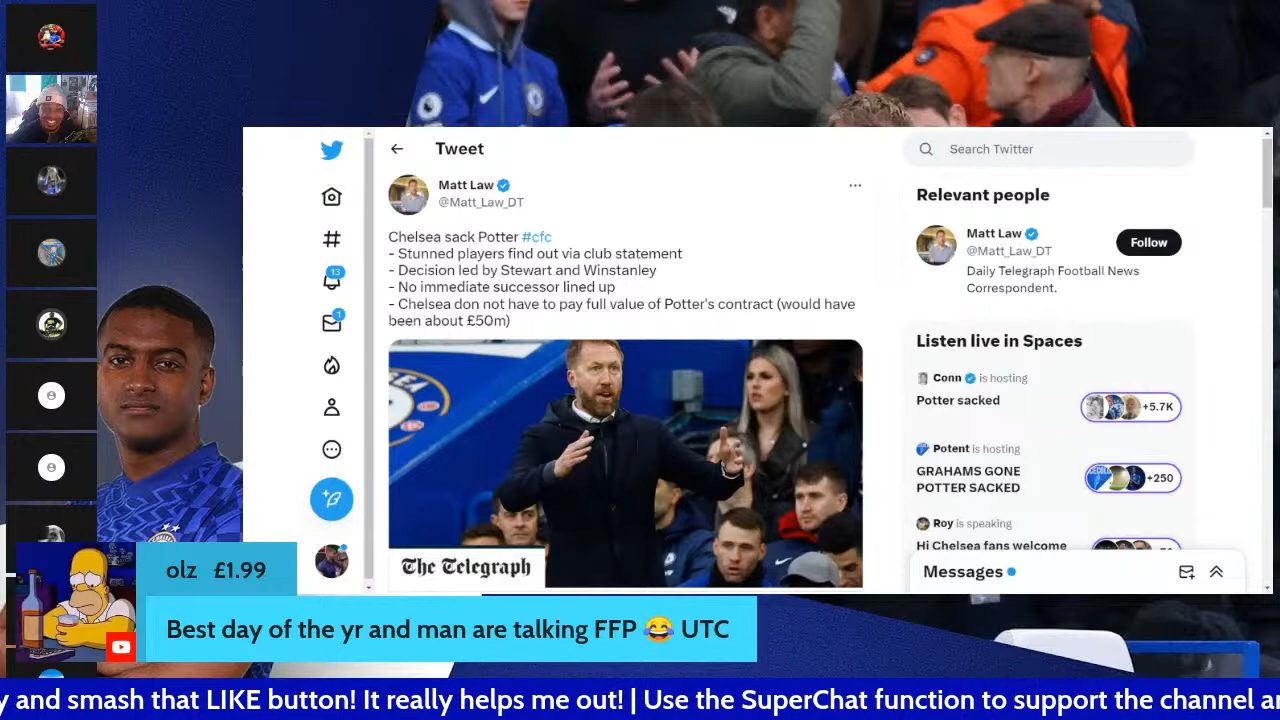 Tweet
Search Twitter
Matt Law
@Matt_Law_DT
Chelsea sack Potter #cfc
- Stunned players find out via club statement
- Decision led by Stewart and Winstanley
- No immediate successor lined up
- Chelsea don not have to pay full value of Potter's contract (would have
been about £50m)
The Telegraph
13
1
Relevant people
Matt Law
@Matt_Law_DT
Follow
Daily Telegraph Football News
Correspondent.
Listen live in Spaces
Conn is hosting
Potter sacked
+5.7K
Potent is hosting
GRAHAMS GONE
POTTER SACKED
+250
Roy is speaking
Hi Chelsea fans welcome
Messages
olz £1.99
Best day of the yr and man are talking FFP 😂 UTC
y and smash that LIKE button! It really helps me out! | Use the SuperChat function to support the channel a